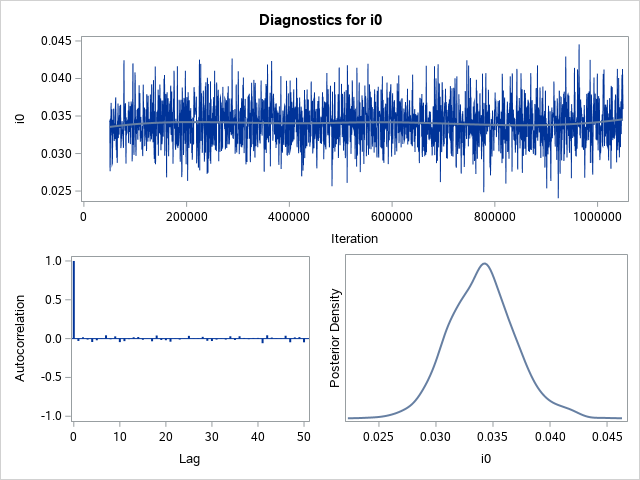 Diagnostics for i0
0.045
0.040
0.035
0.030
0.025
i0
0 200000 400000 600000 800000 1000000
Iteration
1.0
0.5
0.0
-0.5
-1.0
Autocorrelation
0 10 20 30 40 50
Lag
Posterior Density
0.025 0.030 0.035 0.040 0.045
i0